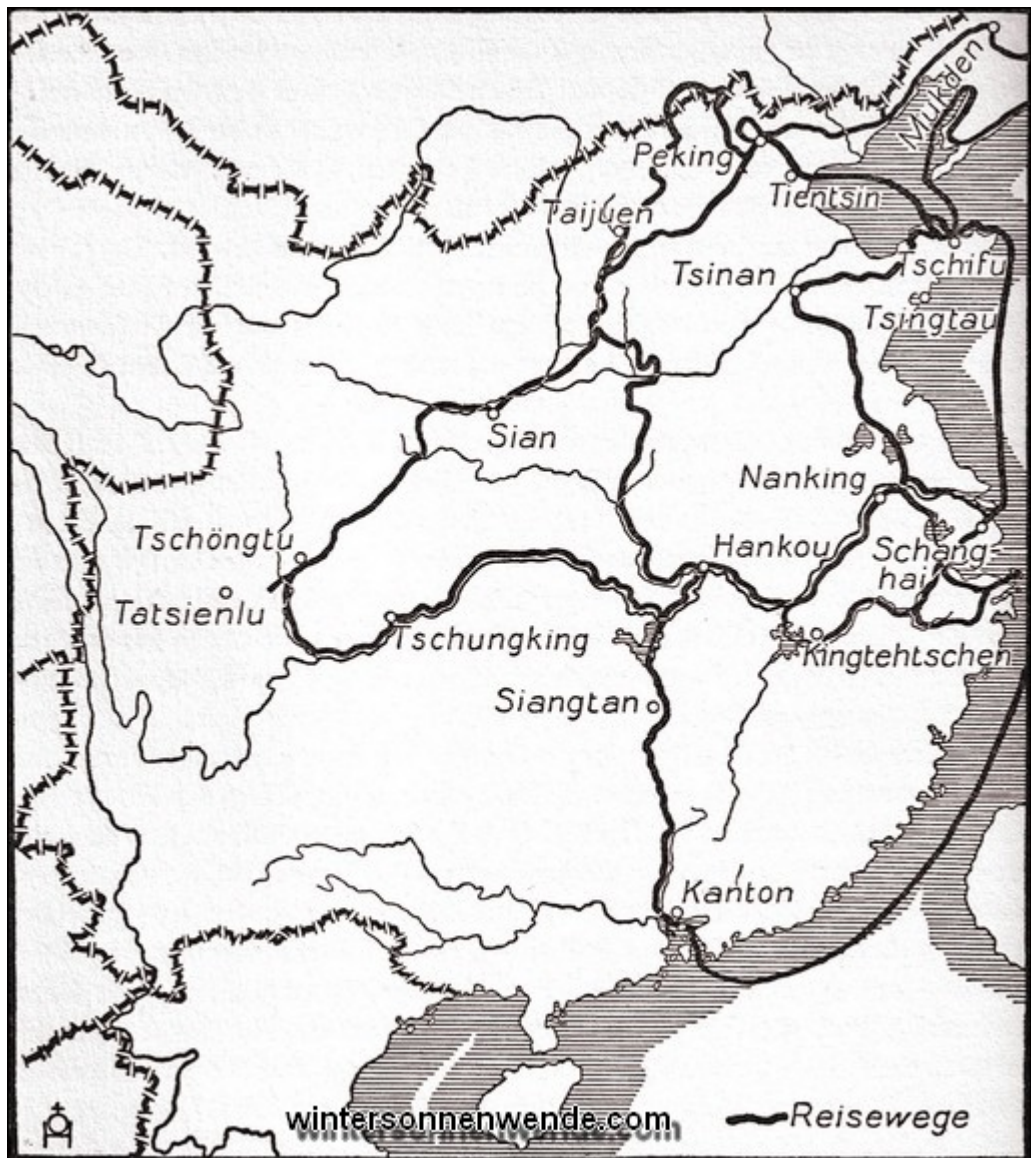 Mukden
Peking
Tientsin
Taijuen
Tsinan
Tschifu
Tsingtau
Sian
Nanking
Tschöngtu
Hankou
Schang-
hai
Tatsienlu
Tschungking
Kingtehtschen
Siangtan
Kanton
wintersonnenwende.com
Reisewege